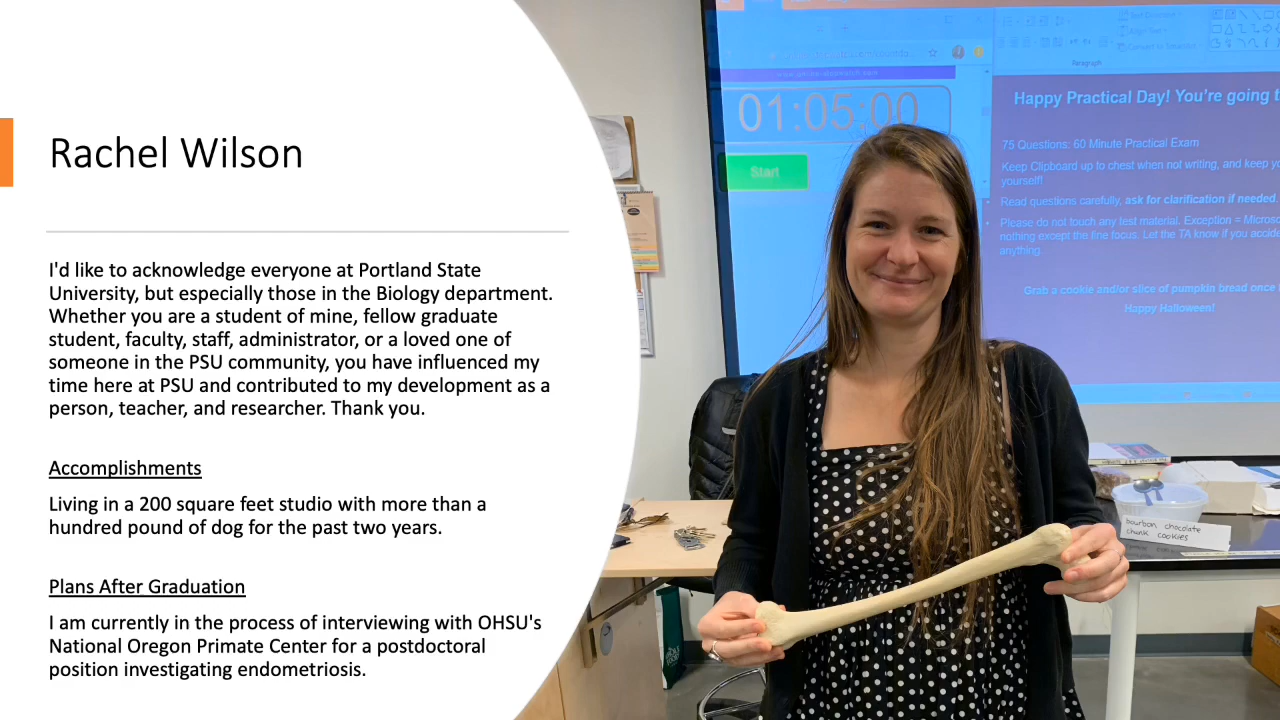 Rachel Wilson
I'd like to acknowledge everyone at Portland State
University, but especially those in the Biology department.
Whether you are a student of mine, fellow graduate
student, faculty, staff, administrator, or a loved one of
someone in the PSU community, you have influenced my
time here at PSU and contributed to my development as a
person, teacher, and researcher. Thank you.
Accomplishments
Living in a 200 square feet studio with more than a
hundred pound of dog for the past two years.
Plans After Graduation
I am currently in the process of interviewing with OHSU's
National Oregon Primate Center for a postdoctoral
position investigating endometriosis.
01:05:00
Start
Paragraph
Happy Practical Day! You're going t
75 Questions: 60 Minute Practical Exam
Keep Clipboard up to chest when not writing, and keep yo
yourself!
Read questions carefully, ask for clarification if needed.
Please do not touch any test material. Exception = Microsc
nothing except the fine focus. Let the TA know if you accide
anything.
Grab a cookie and/or slice of pumpkin bread once
Happy Halloween!
bourbon chocolate
chunk cookies